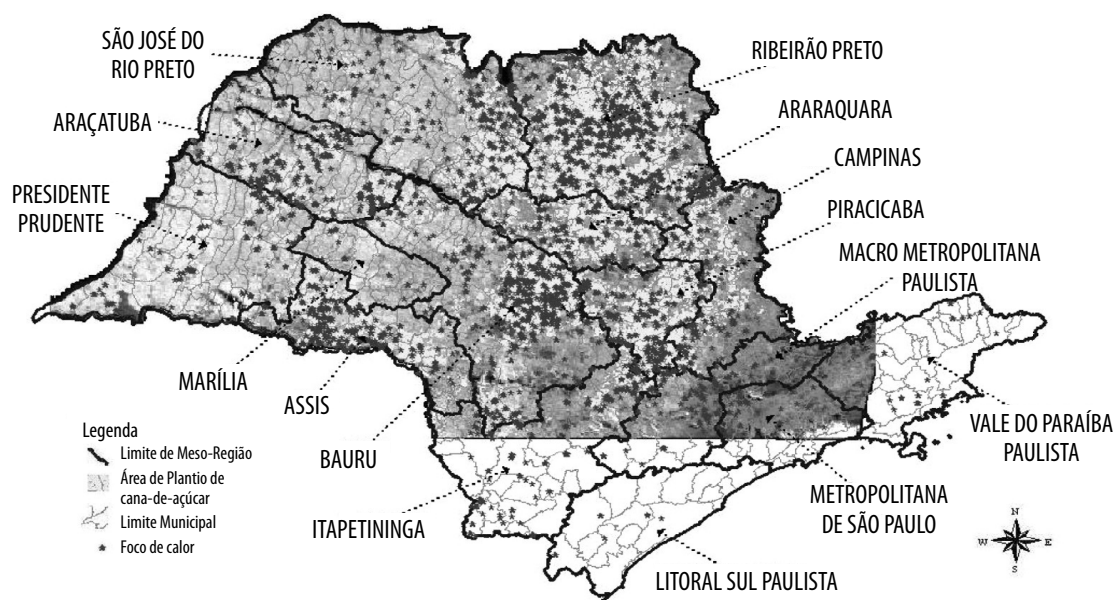 SÃO JOSÉ DO
RIO PRETO
RIBEIRÃO PRETO
ARAÇATUBA
ARARAQUARA
CAMPINAS
PRESIDENTE
PRUDENTE
PIRACICABA
MACRO METROPOLITANA
PAULISTA
MARÍLIA
ASSIS
VALE DO PARAÍBA
PAULISTA
BAURU
METROPOLITANA
DE SÃO PAULO
ITAPETININGA
LITORAL SUL PAULISTA
Legenda
Limite de Meso-Região
Área de Plantio de
cana-de-açúcar
Limite Municipal
Foco de calor
N
W
E
S